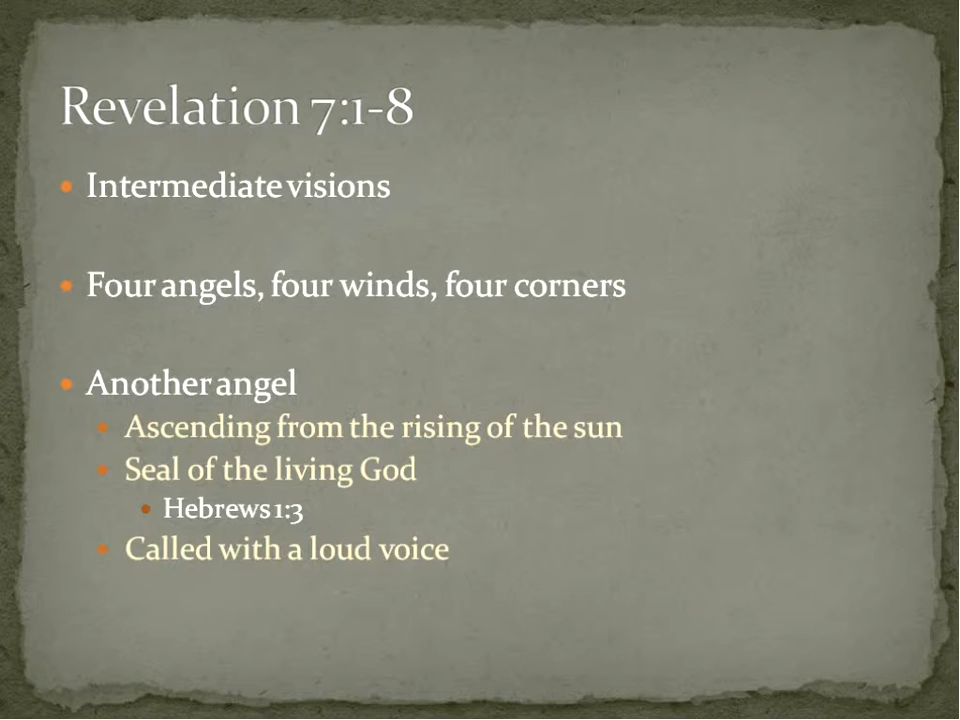 Revelation 7:1-8
• Intermediate visions
• Four angels, four winds, four corners
• Another angel
• Ascending from the rising of the sun
• Seal of the living God
• Hebrews 1:3
• Called with a loud voice